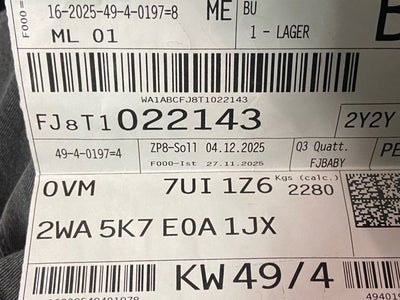 16-2025-49-4-0197=8 ME BU
ML 01 1 - LAGER
WA1ABCFJ8T1022143
FJ8T1022143 2Y2Y
49-4-0197=4 ZP8-Soll 04.12.2025 Q3 Quatt.
F000-Ist 27.11.2025 FJBABY
0VM 7UI 1Z6 Kgs (calc.) 2280
2WA 5K7 E0A 1JX
KW 49/4